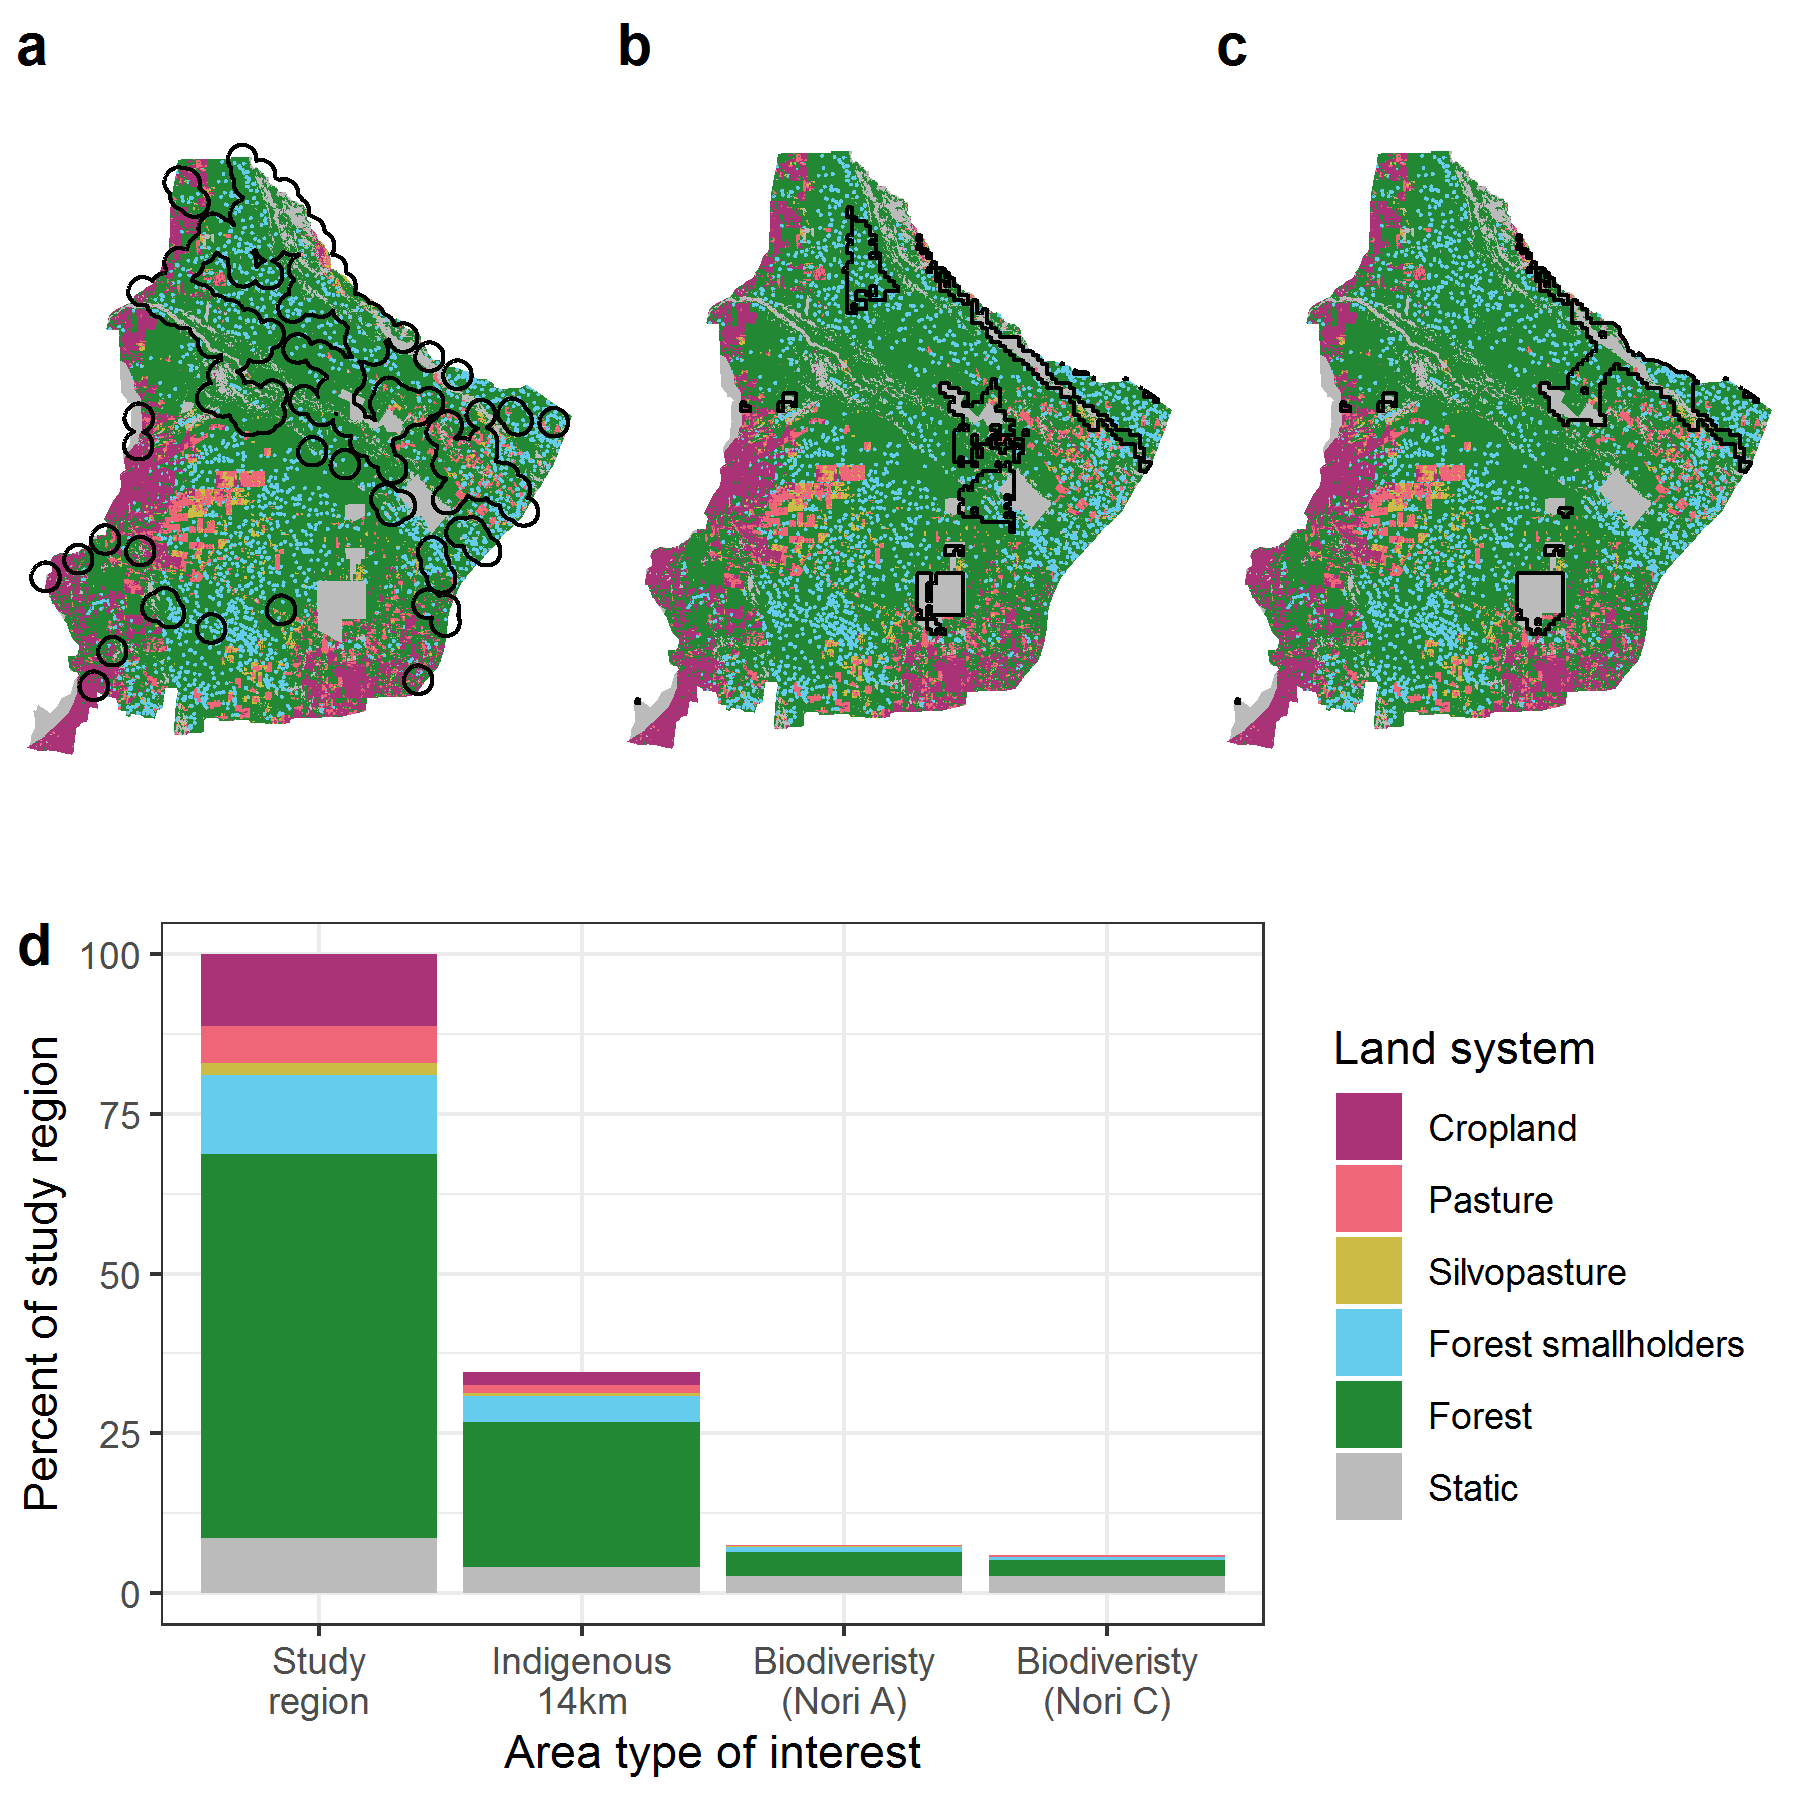 a
b
c
d
100
75
50
25
0
Percent of study region
Study
region
Indigenous
14km
Biodiveristy
(Nori A)
Biodiveristy
(Nori C)
Area type of interest
Land system
Cropland
Pasture
Silvopasture
Forest smallholders
Forest
Static